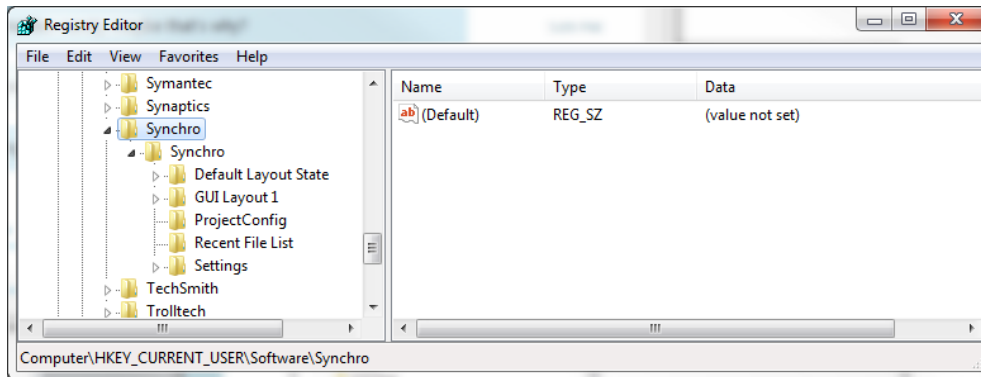 Registry Editor
File Edit View Favorites Help
Symantec
Synaptics
Synchro
Synchro
Default Layout State
GUI Layout 1
ProjectConfig
Recent File List
Settings
TechSmith
Trolltech
Name Type Data
ab (Default) REG_SZ (value not set)
Computer\HKEY_CURRENT_USER\Software\Synchro